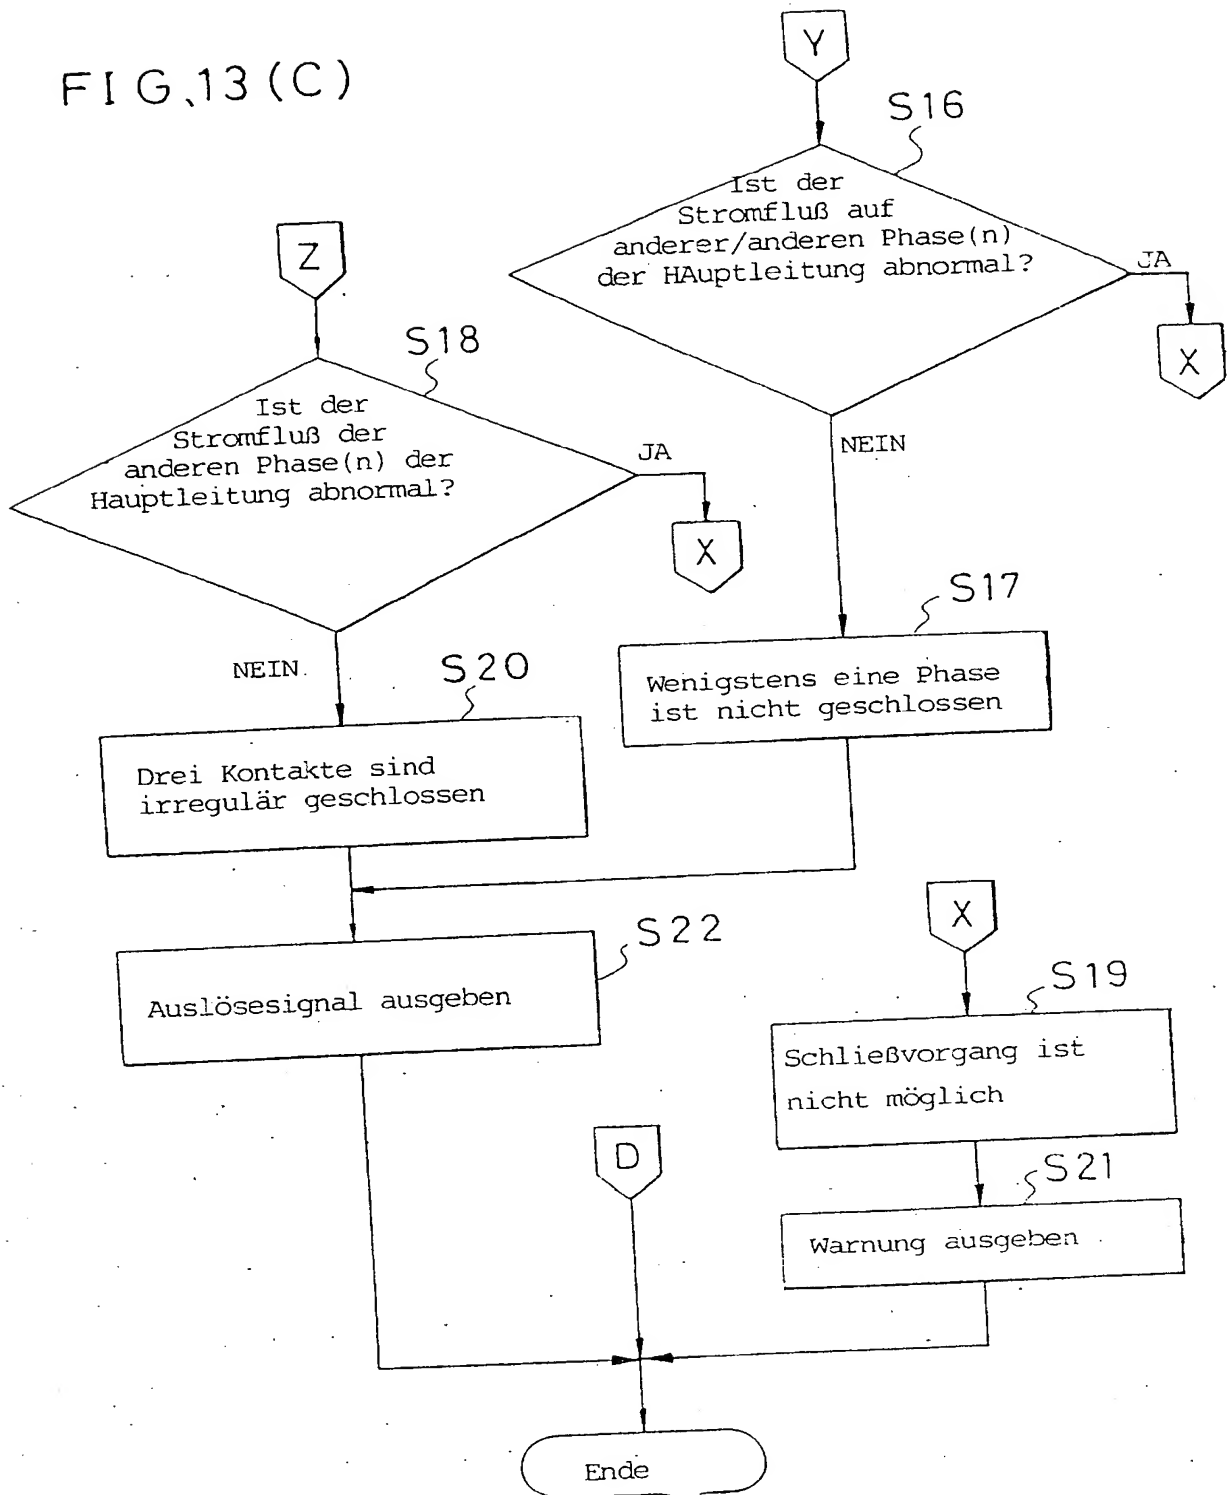 FIG.13(C)
Y
S16
Ist der
Stromfluß auf
anderer/anderen Phase(n)
der HAuptleitung abnormal?
JA
X
NEIN
Z
S18
Ist der
Stromfluß der
anderen Phase(n) der
Hauptleitung abnormal?
JA
X
NEIN
S17
Wenigstens eine Phase
ist nicht geschlossen
S20
Drei Kontakte sind
irregulär geschlossen
S22
Auslösesignal ausgeben
X
S19
Schließvorgang ist
nicht möglich
D
S21
Warnung ausgeben
Ende